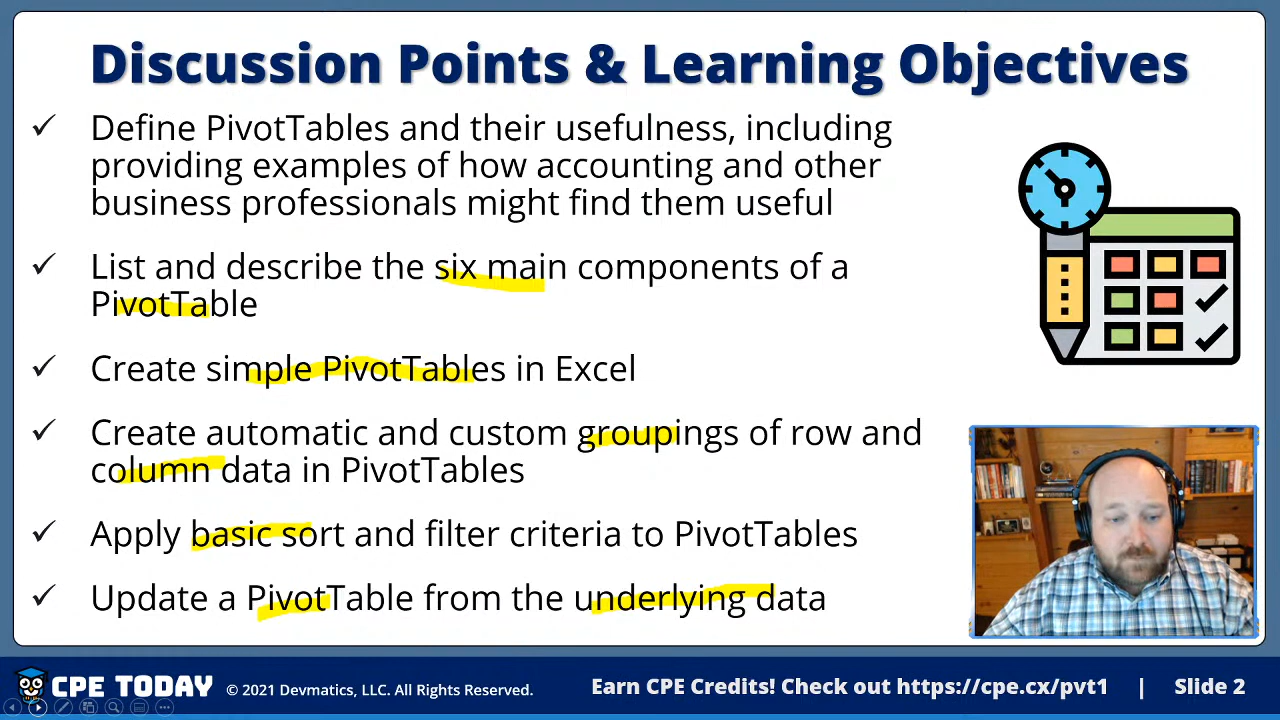 Discussion Points & Learning Objectives
✓ Define PivotTables and their usefulness, including
providing examples of how accounting and other
business professionals might find them useful
✓ List and describe the six main components of a
PivotTable
✓ Create simple PivotTables in Excel
✓ Create automatic and custom groupings of row and
column data in PivotTables
✓ Apply basic sort and filter criteria to PivotTables
✓ Update a PivotTable from the underlying data
CPE TODAY © 2021 Devmatics, LLC. All Rights Reserved. Earn CPE Credits! Check out https://cpe.cx/pvt1 | Slide 2